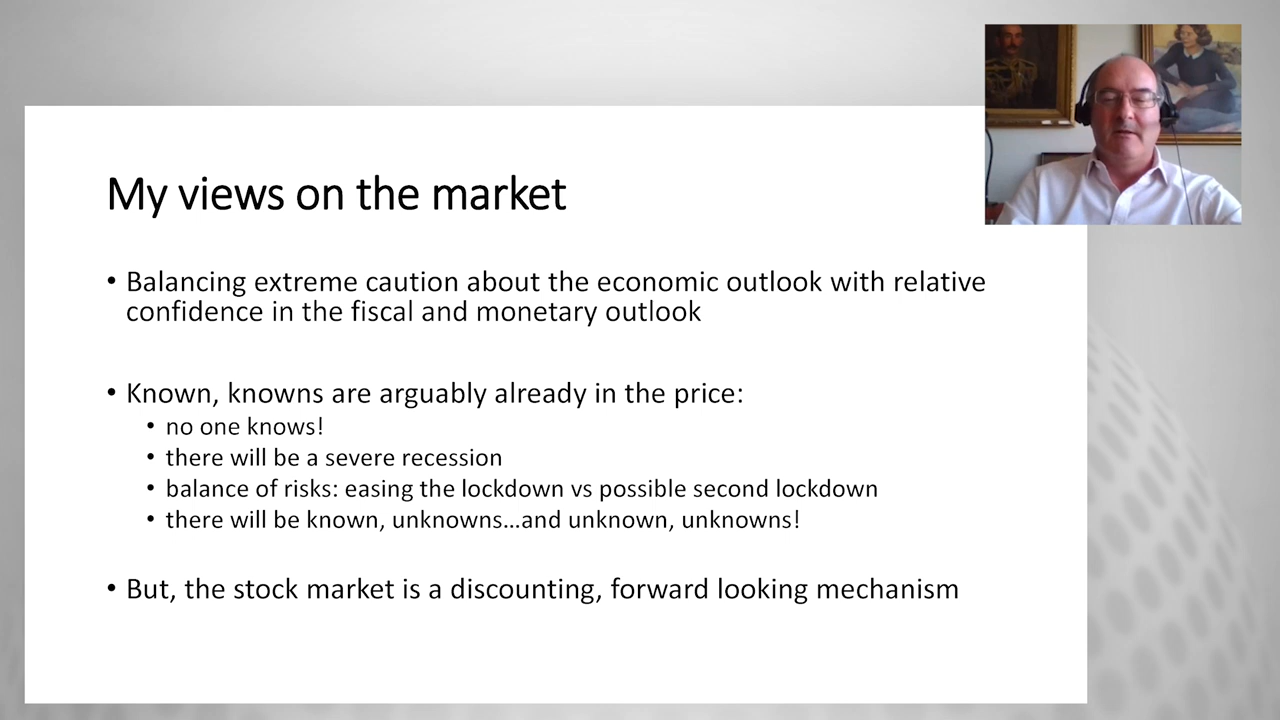 My views on the market
• Balancing extreme caution about the economic outlook with relative
confidence in the fiscal and monetary outlook
• Known, knowns are arguably already in the price:
• no one knows!
• there will be a severe recession
• balance of risks: easing the lockdown vs possible second lockdown
• there will be known, unknowns…and unknown, unknowns!
• But, the stock market is a discounting, forward looking mechanism